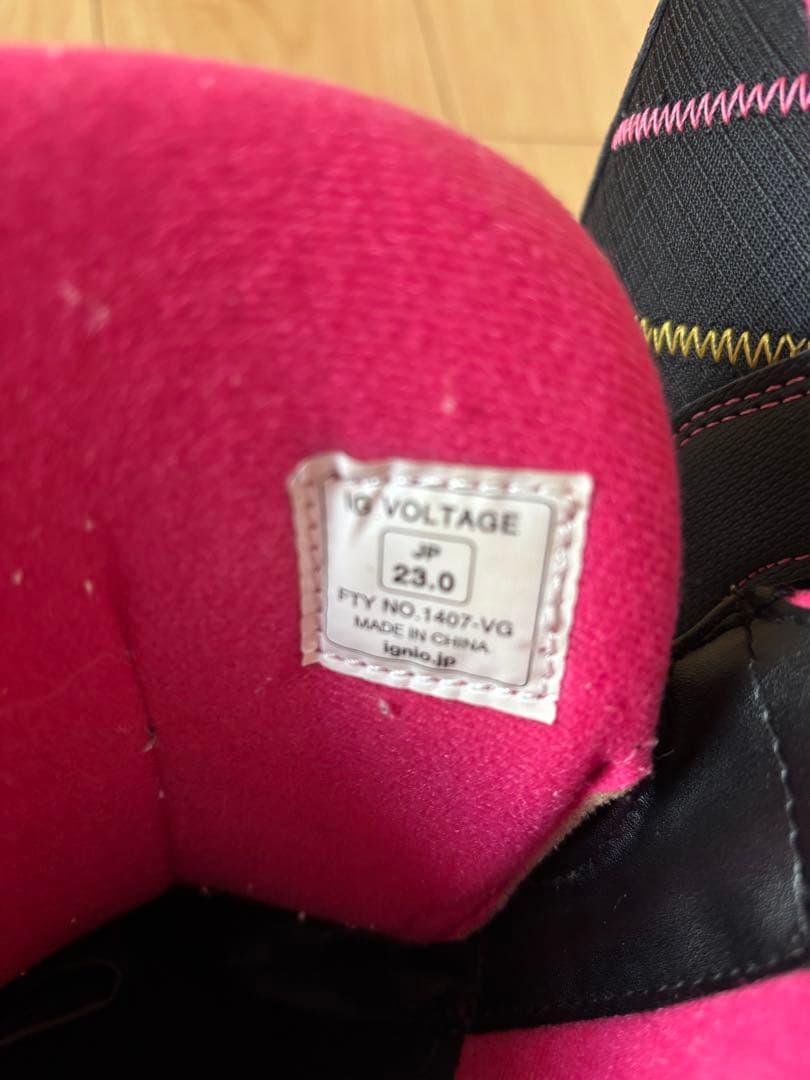 IG VOLTAGE
JP
23.0
FTY NO.1407-VG
MADE IN CHINA
ignio.jp